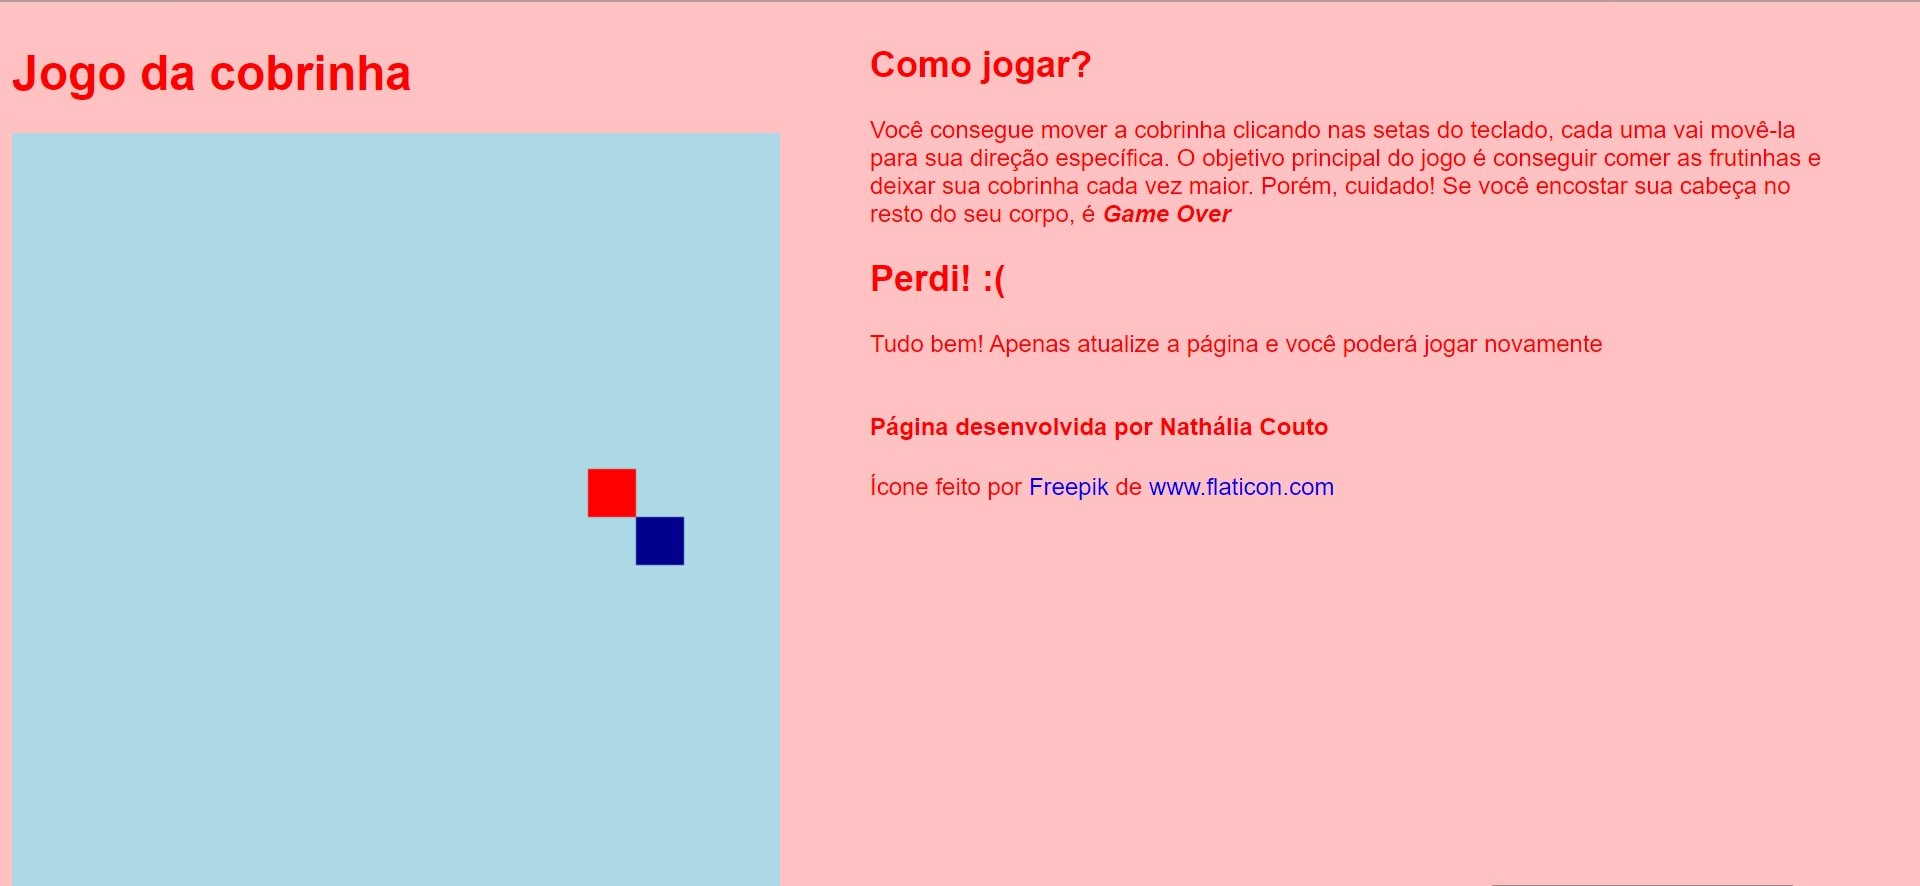 Jogo da cobrinha
Como jogar?
Você consegue mover a cobrinha clicando nas setas do teclado, cada uma vai movê-la
para sua direção específica. O objetivo principal do jogo é conseguir comer as frutinhas e
deixar sua cobrinha cada vez maior. Porém, cuidado! Se você encostar sua cabeça no
resto do seu corpo, é Game Over
Perdi! :(
Tudo bem! Apenas atualize a página e você poderá jogar novamente
Página desenvolvida por Nathália Couto
Ícone feito por Freepik de www.flaticon.com